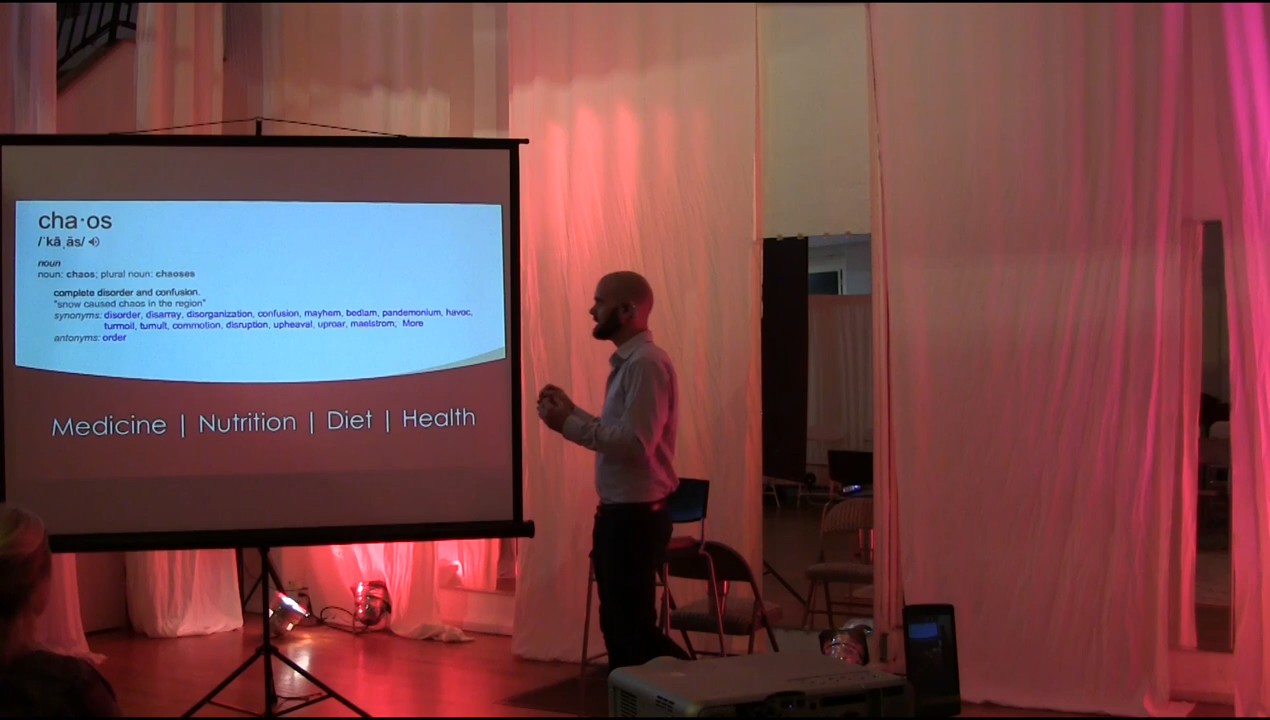 cha·os
/ˈkāˌäs/
noun
noun: chaos; plural noun: chaoses
complete disorder and confusion.
"snow caused chaos in the region"
synonyms: disorder, disarray, disorganization, confusion, mayhem, bedlam, pandemonium, havoc,
turmoil, tumult, commotion, disruption, upheaval, uproar, maelstrom; More
antonyms: order
Medicine | Nutrition | Diet | Health